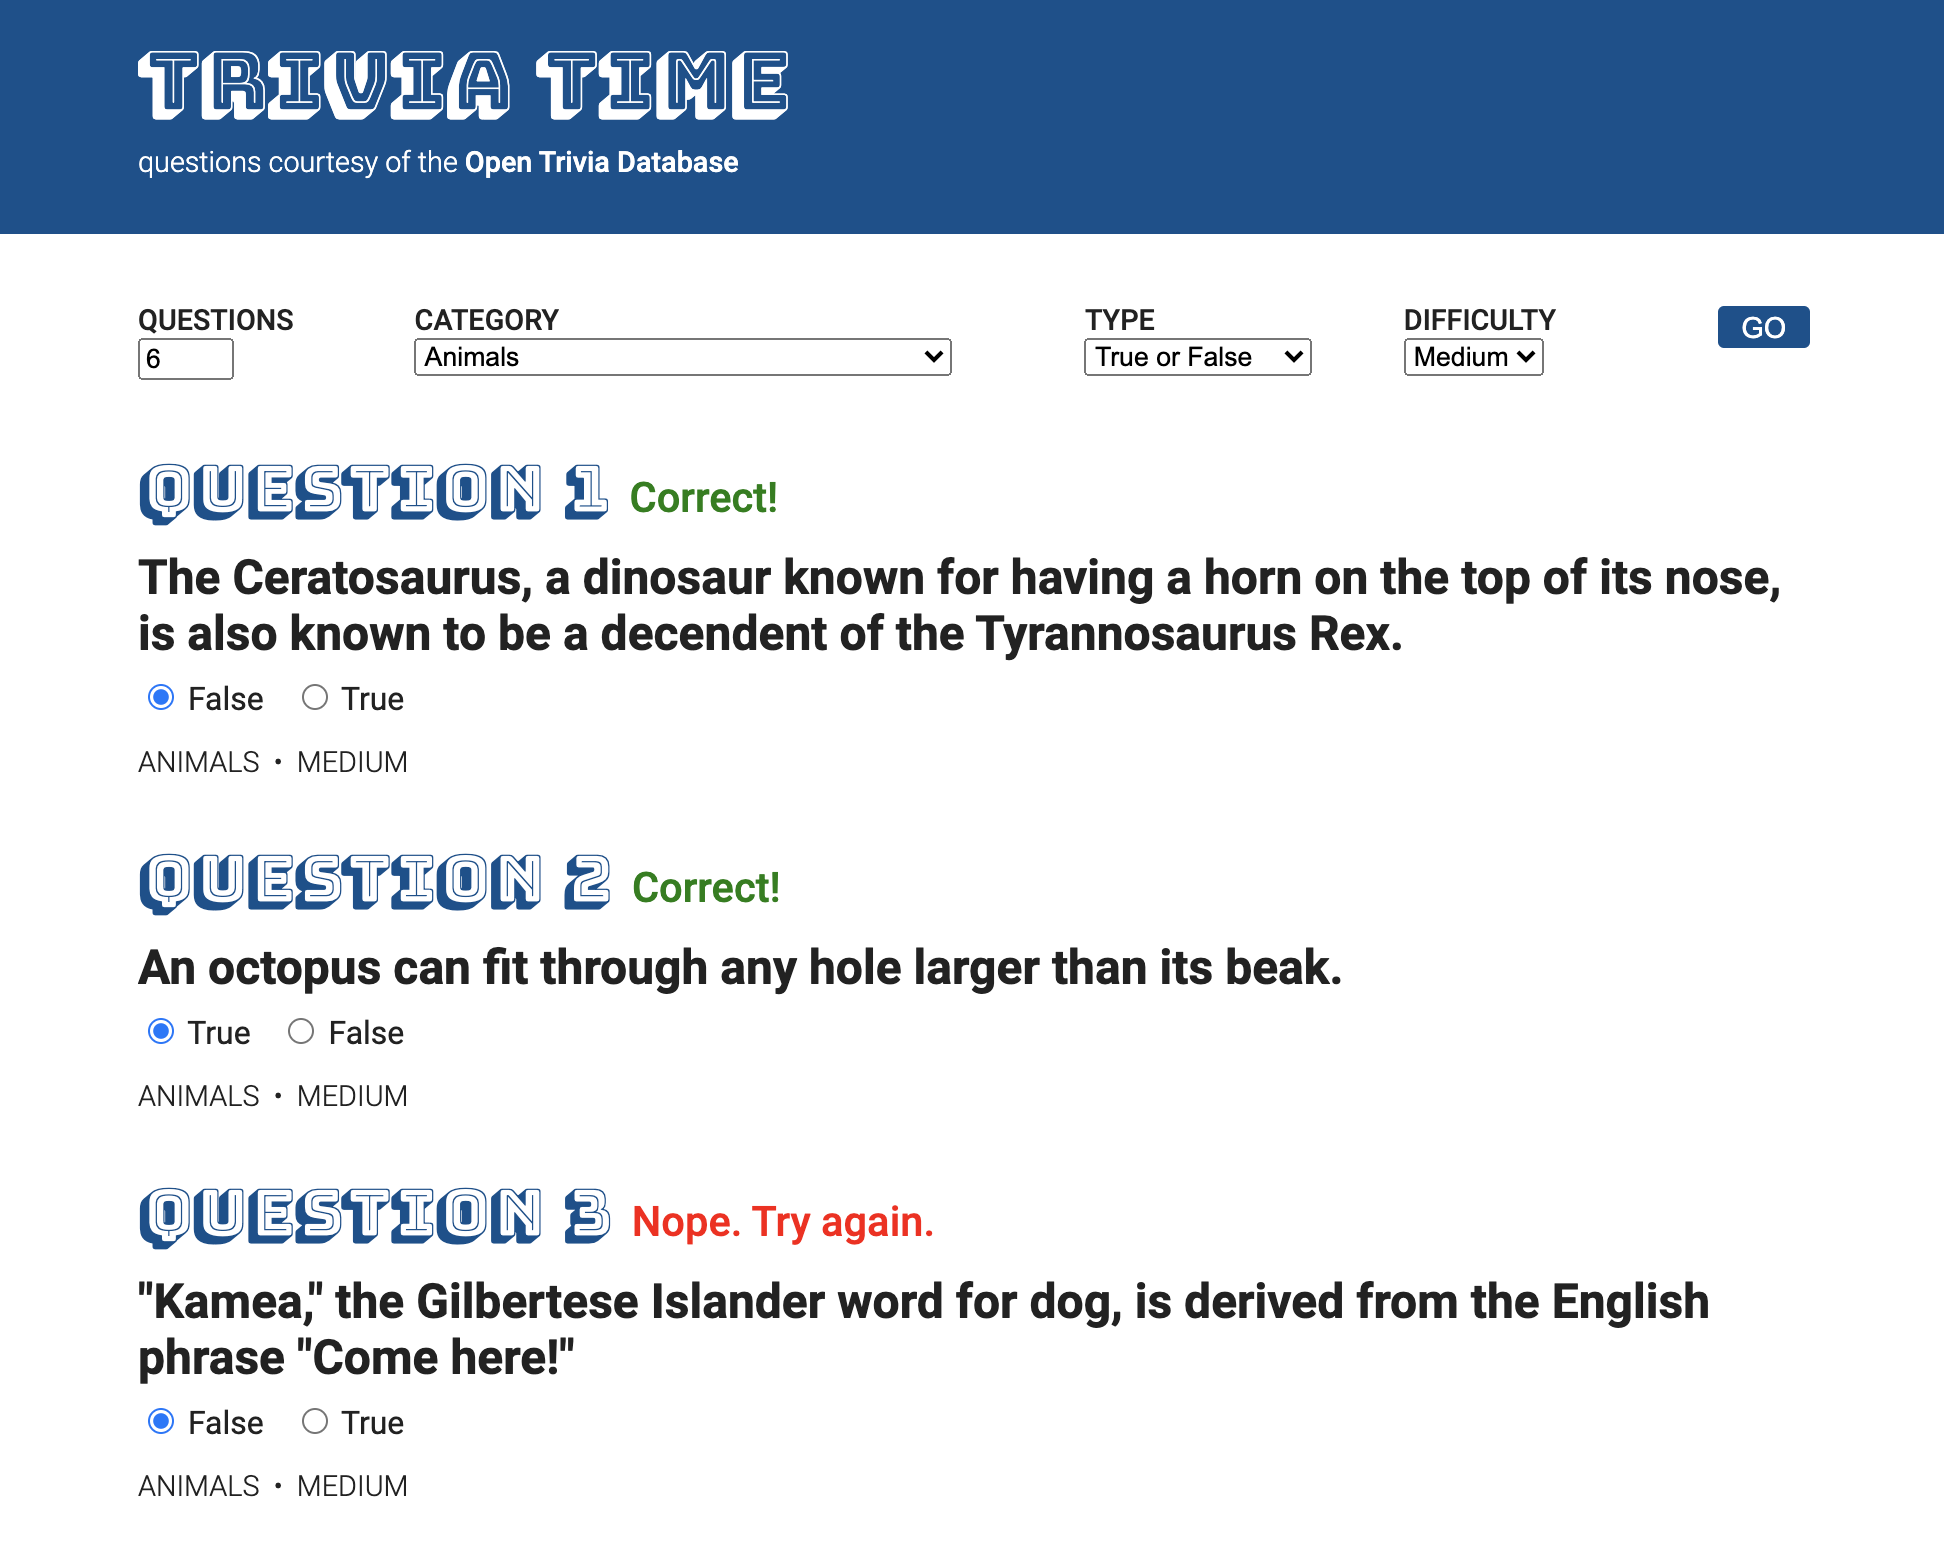 TRIVIA TIME
questions courtesy of the Open Trivia Database
QUESTIONS CATEGORY TYPE DIFFICULTY GO
6 Animals True or False Medium
QUESTION 1 Correct!
The Ceratosaurus, a dinosaur known for having a horn on the top of its nose,
is also known to be a decendent of the Tyrannosaurus Rex.
False True
ANIMALS • MEDIUM
QUESTION 2 Correct!
An octopus can fit through any hole larger than its beak.
True False
ANIMALS • MEDIUM
QUESTION 3 Nope. Try again.
"Kamea," the Gilbertese Islander word for dog, is derived from the English
phrase "Come here!"
False True
ANIMALS • MEDIUM